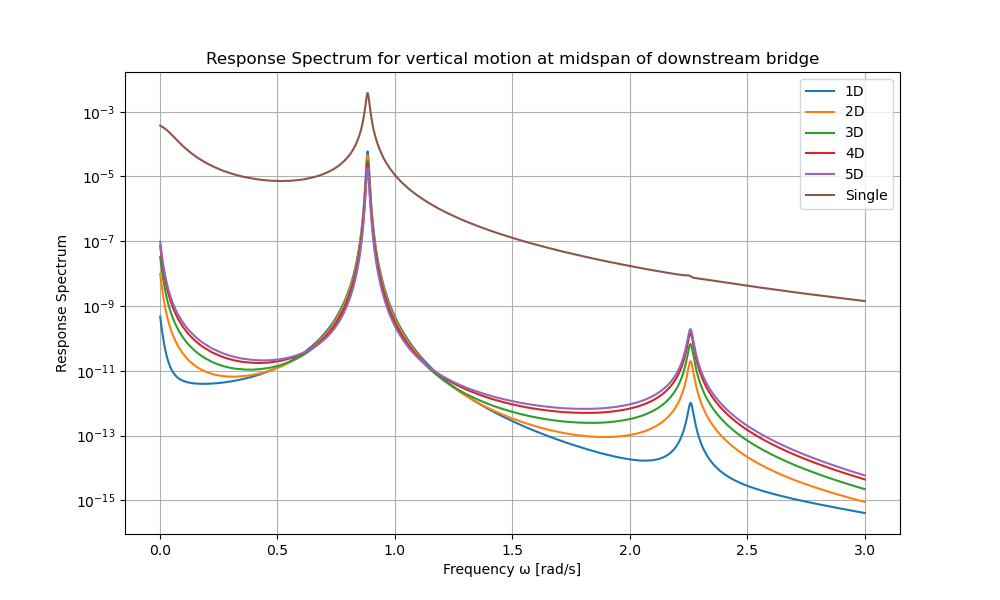 Response Spectrum for vertical motion at midspan of downstream bridge
Response Spectrum
10⁻³
10⁻⁵
10⁻⁷
10⁻⁹
10⁻¹¹
10⁻¹³
10⁻¹⁵
1D
2D
3D
4D
5D
Single
0.0 0.5 1.0 1.5 2.0 2.5 3.0
Frequency ω [rad/s]